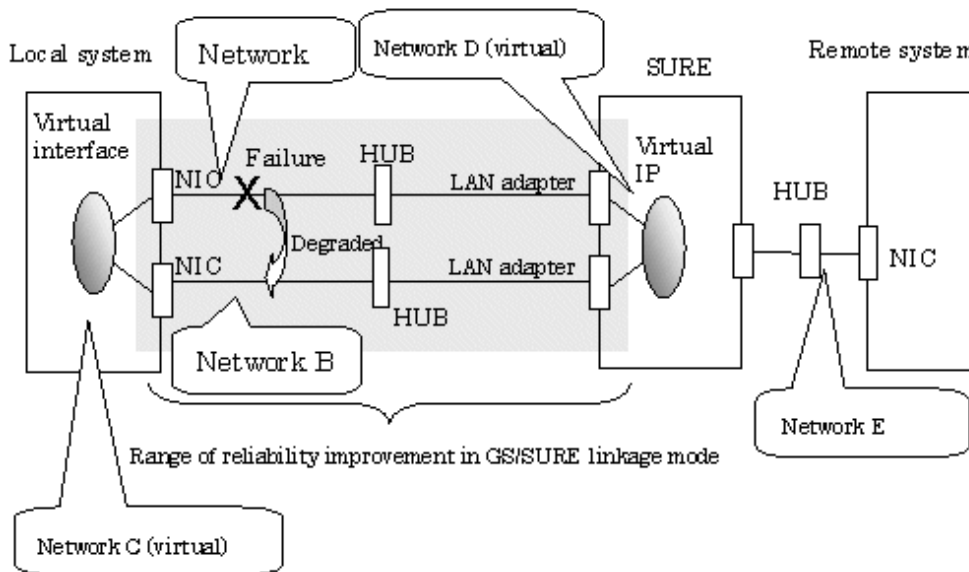 Local system
Network
Network D (virtual)
SURE
Remote system
Virtual
interface
NIC
Failure
HUB
LAN adapter
Virtual
IP
HUB
Degraded
NIC
LAN adapter
HUB
NIC
Network B
Network E
Range of reliability improvement in GS/SURE linkage mode
Network C (virtual)